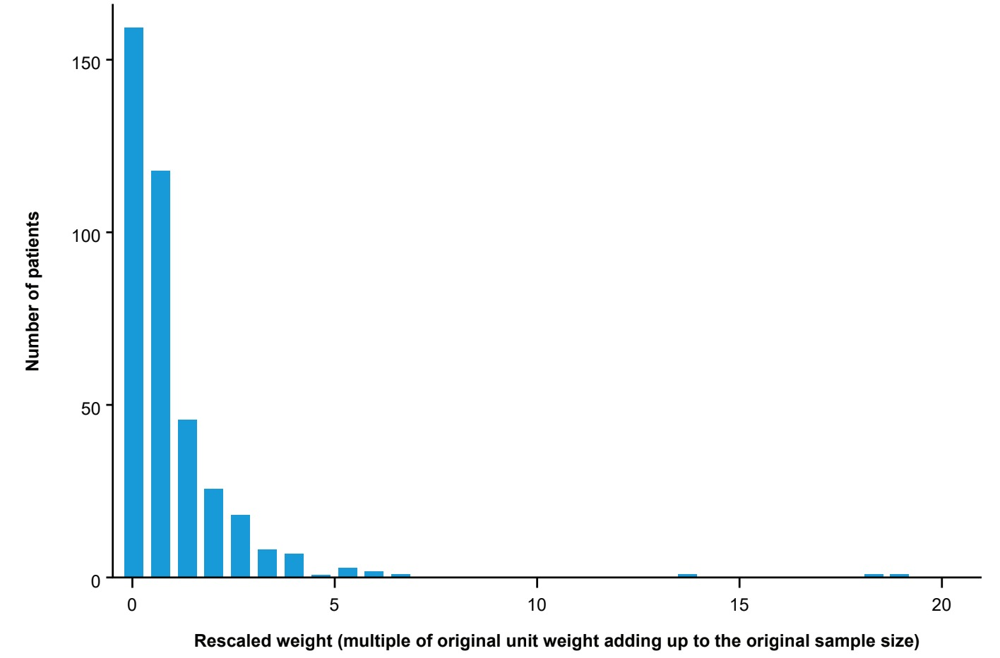 Number of patients
150
100
50
0
0 5 10 15 20
Rescaled weight (multiple of original unit weight adding up to the original sample size)